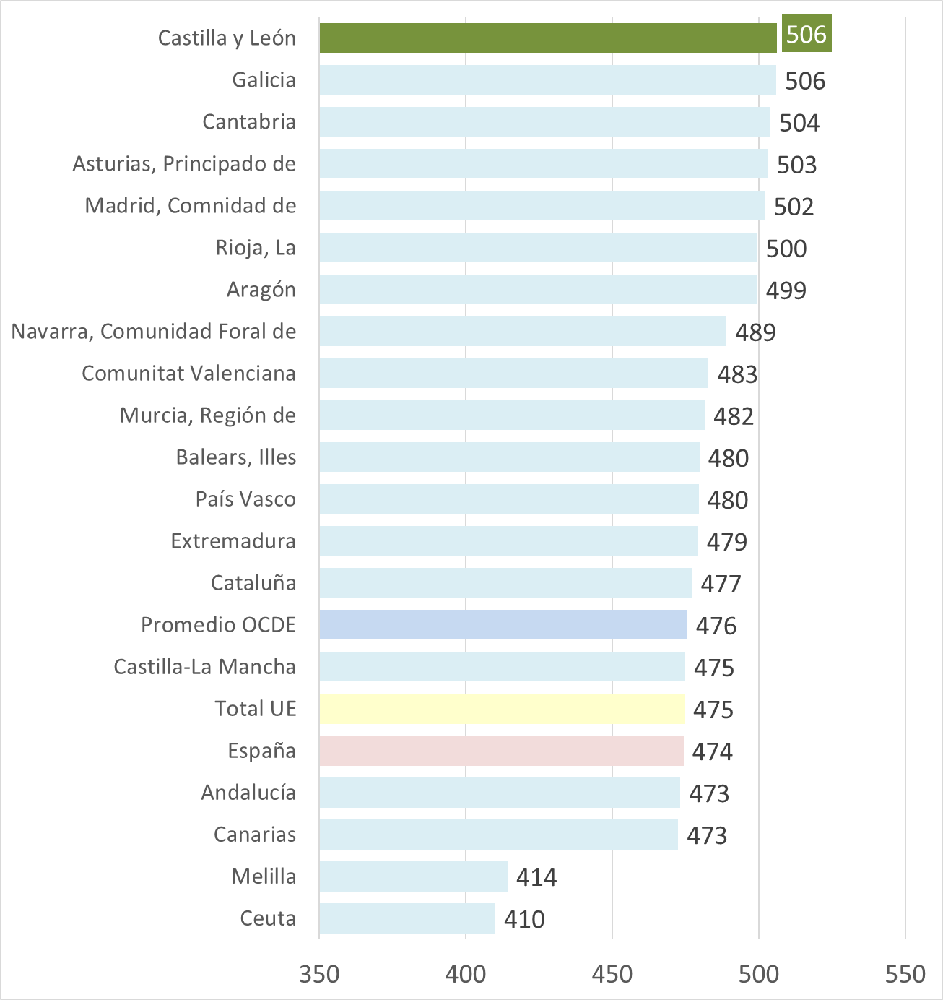 Castilla y León 506
Galicia 506
Cantabria 504
Asturias, Principado de 503
Madrid, Comnidad de 502
Rioja, La 500
Aragón 499
Navarra, Comunidad Foral de 489
Comunitat Valenciana 483
Murcia, Región de 482
Balears, Illes 480
País Vasco 480
Extremadura 479
Cataluña 477
Promedio OCDE 476
Castilla-La Mancha 475
Total UE 475
España 474
Andalucía 473
Canarias 473
Melilla 414
Ceuta 410
350 400 450 500 550